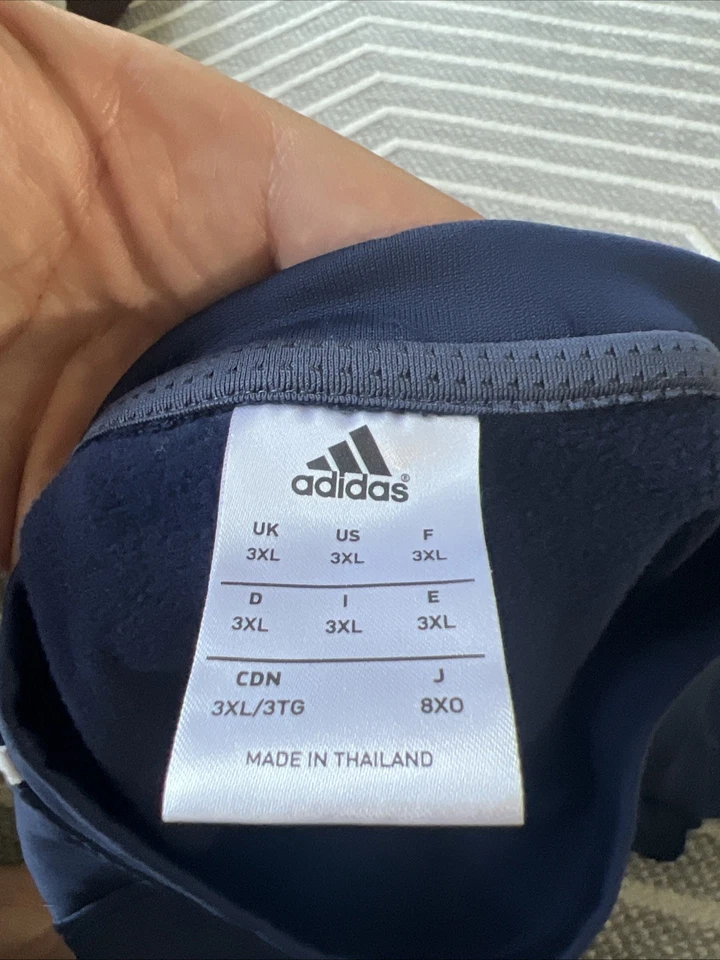 adidas®
UK US F
3XL 3XL 3XL
D I E
3XL 3XL 3XL
CDN J
3XL/3TG 8XO
MADE IN THAILAND